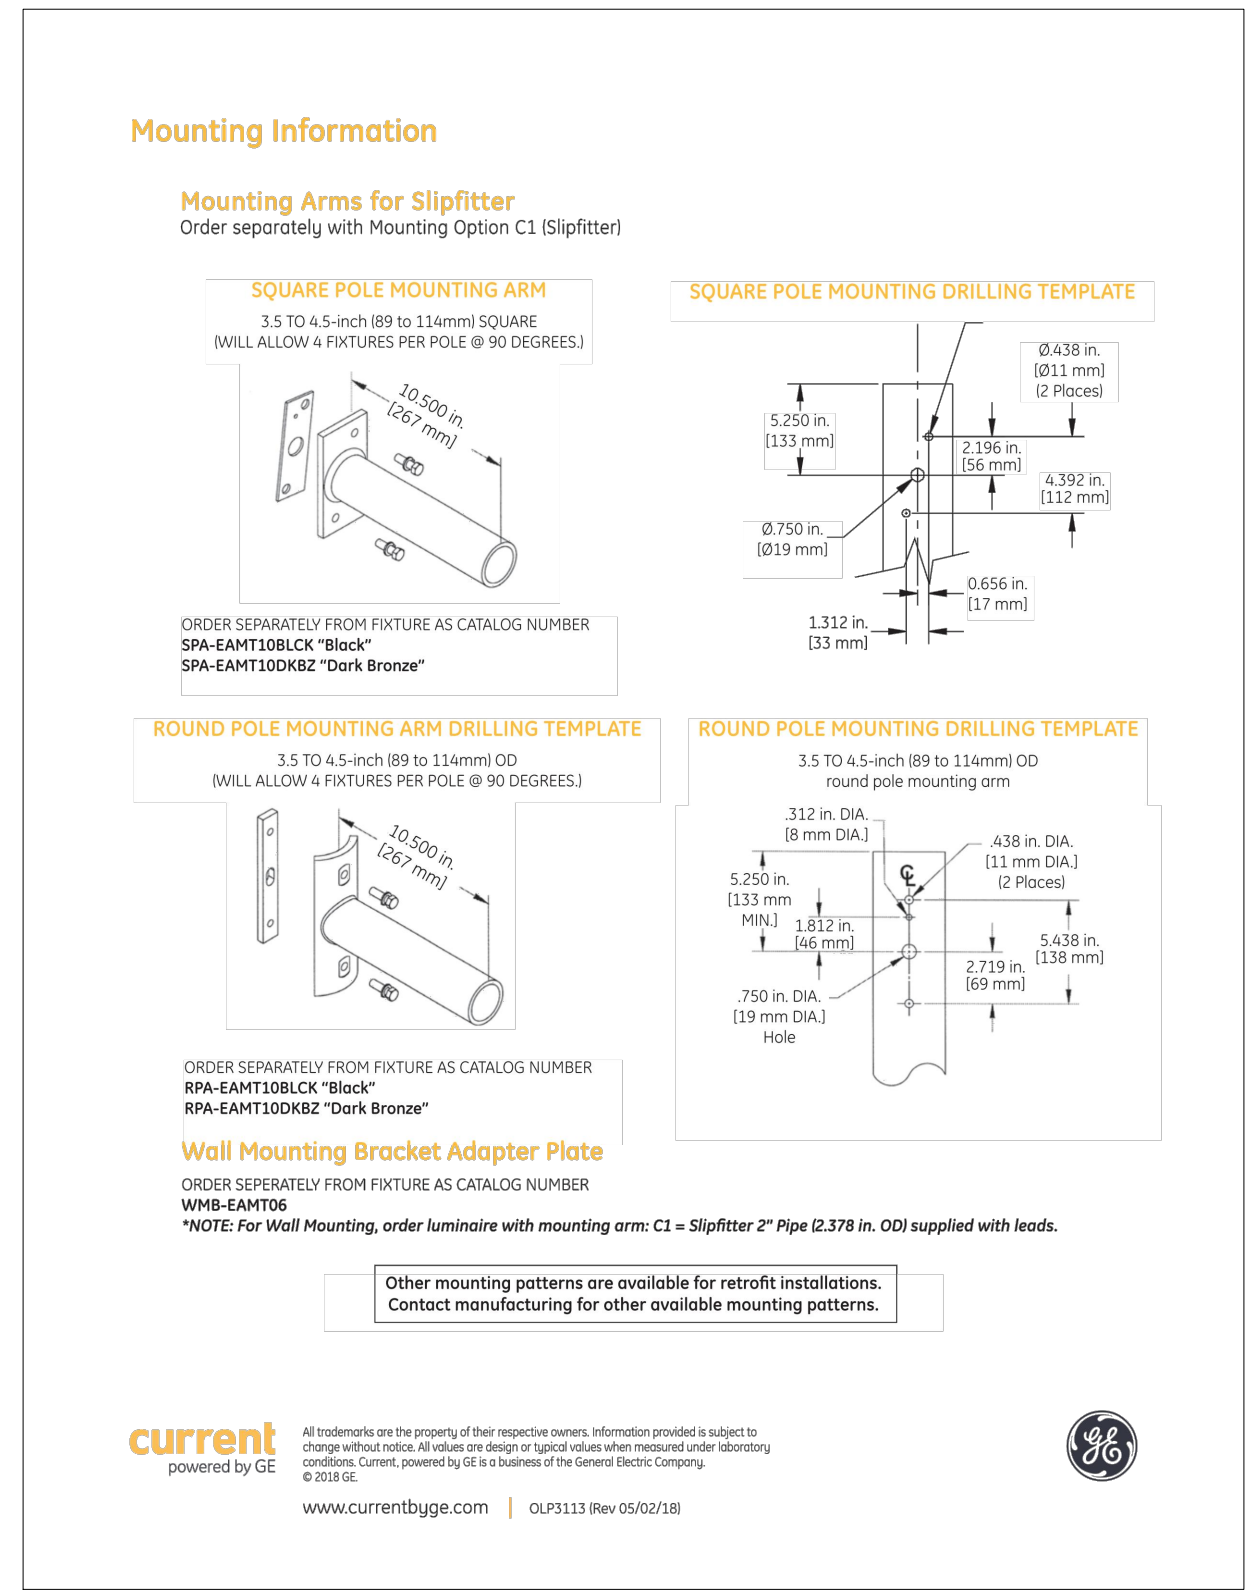 Mounting Information
Mounting Arms for Slipfitter
Order separately with Mounting Option C1 (Slipfitter)
SQUARE POLE MOUNTING ARM
3.5 TO 4.5-inch (89 to 114mm) SQUARE
(WILL ALLOW 4 FIXTURES PER POLE @ 90 DEGREES.)
10.500 in.
[267 mm]
SQUARE POLE MOUNTING DRILLING TEMPLATE
Ø.438 in.
[Ø11 mm]
(2 Places)
5.250 in.
[133 mm]
2.196 in.
[56 mm]
4.392 in.
[112 mm]
Ø.750 in.
[Ø19 mm]
0.656 in.
[17 mm]
1.312 in.
[33 mm]
ORDER SEPARATELY FROM FIXTURE AS CATALOG NUMBER
SPA-EAMT10BLCK “Black”
SPA-EAMT10DKBZ “Dark Bronze”
ROUND POLE MOUNTING ARM DRILLING TEMPLATE
3.5 TO 4.5-inch (89 to 114mm) OD
(WILL ALLOW 4 FIXTURES PER POLE @ 90 DEGREES.)
10.500 in.
[267 mm]
ROUND POLE MOUNTING DRILLING TEMPLATE
3.5 TO 4.5-inch (89 to 114mm) OD
round pole mounting arm
.312 in. DIA.
[8 mm DIA.]
.438 in. DIA.
[11 mm DIA.]
(2 Places)
CL
5.250 in.
[133 mm
MIN.]
1.812 in.
[46 mm]
5.438 in.
[138 mm]
2.719 in.
[69 mm]
.750 in. DIA.
[19 mm DIA.]
Hole
ORDER SEPARATELY FROM FIXTURE AS CATALOG NUMBER
RPA-EAMT10BLCK “Black”
RPA-EAMT10DKBZ “Dark Bronze”
Wall Mounting Bracket Adapter Plate
ORDER SEPERATELY FROM FIXTURE AS CATALOG NUMBER
WMB-EAMT06
*NOTE: For Wall Mounting, order luminaire with mounting arm: C1 = Slipfitter 2” Pipe (2.378 in. OD) supplied with leads.
Other mounting patterns are available for retrofit installations.
Contact manufacturing for other available mounting patterns.
current
powered by GE
All trademarks are the property of their respective owners. Information provided is subject to
change without notice. All values are design or typical values when measured under laboratory
conditions. Current, powered by GE is a business of the General Electric Company.
© 2018 GE.
www.currentbyge.com | OLP3113 (Rev 05/02/18)
GE